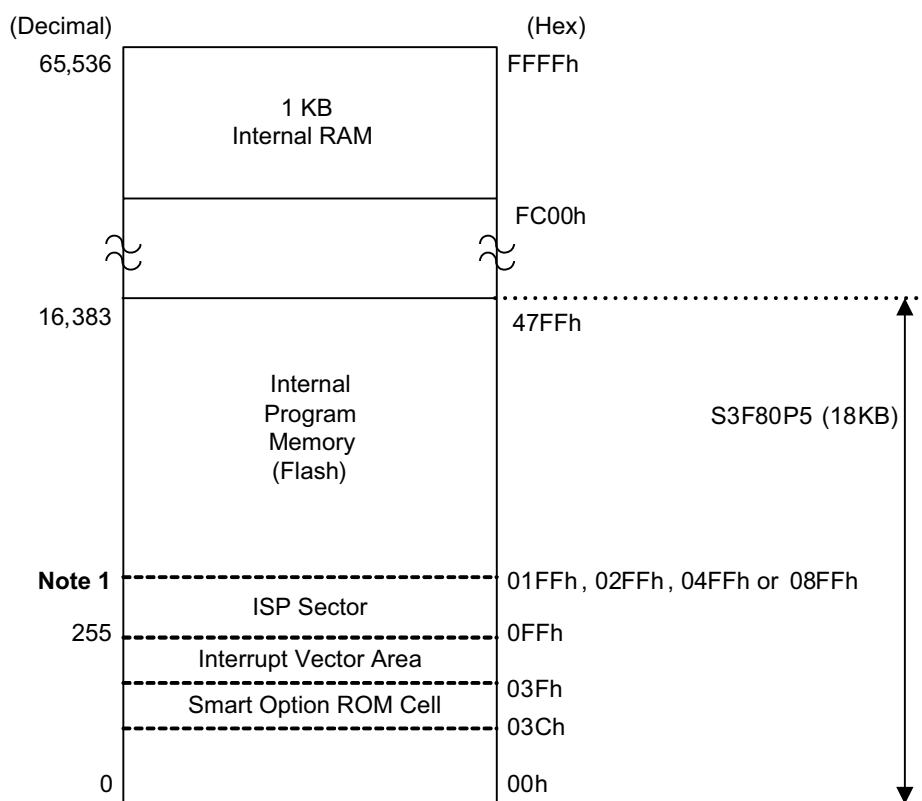 (Decimal) (Hex)
65,536 FFFFh
1 KB
Internal RAM
FC00h
16,383 47FFh
Internal
Program
Memory
(Flash)
S3F80P5 (18KB)
Note 1 01FFh, 02FFh, 04FFh or 08FFh
ISP Sector
255 0FFh
Interrupt Vector Area
03Fh
Smart Option ROM Cell
03Ch
0 00h